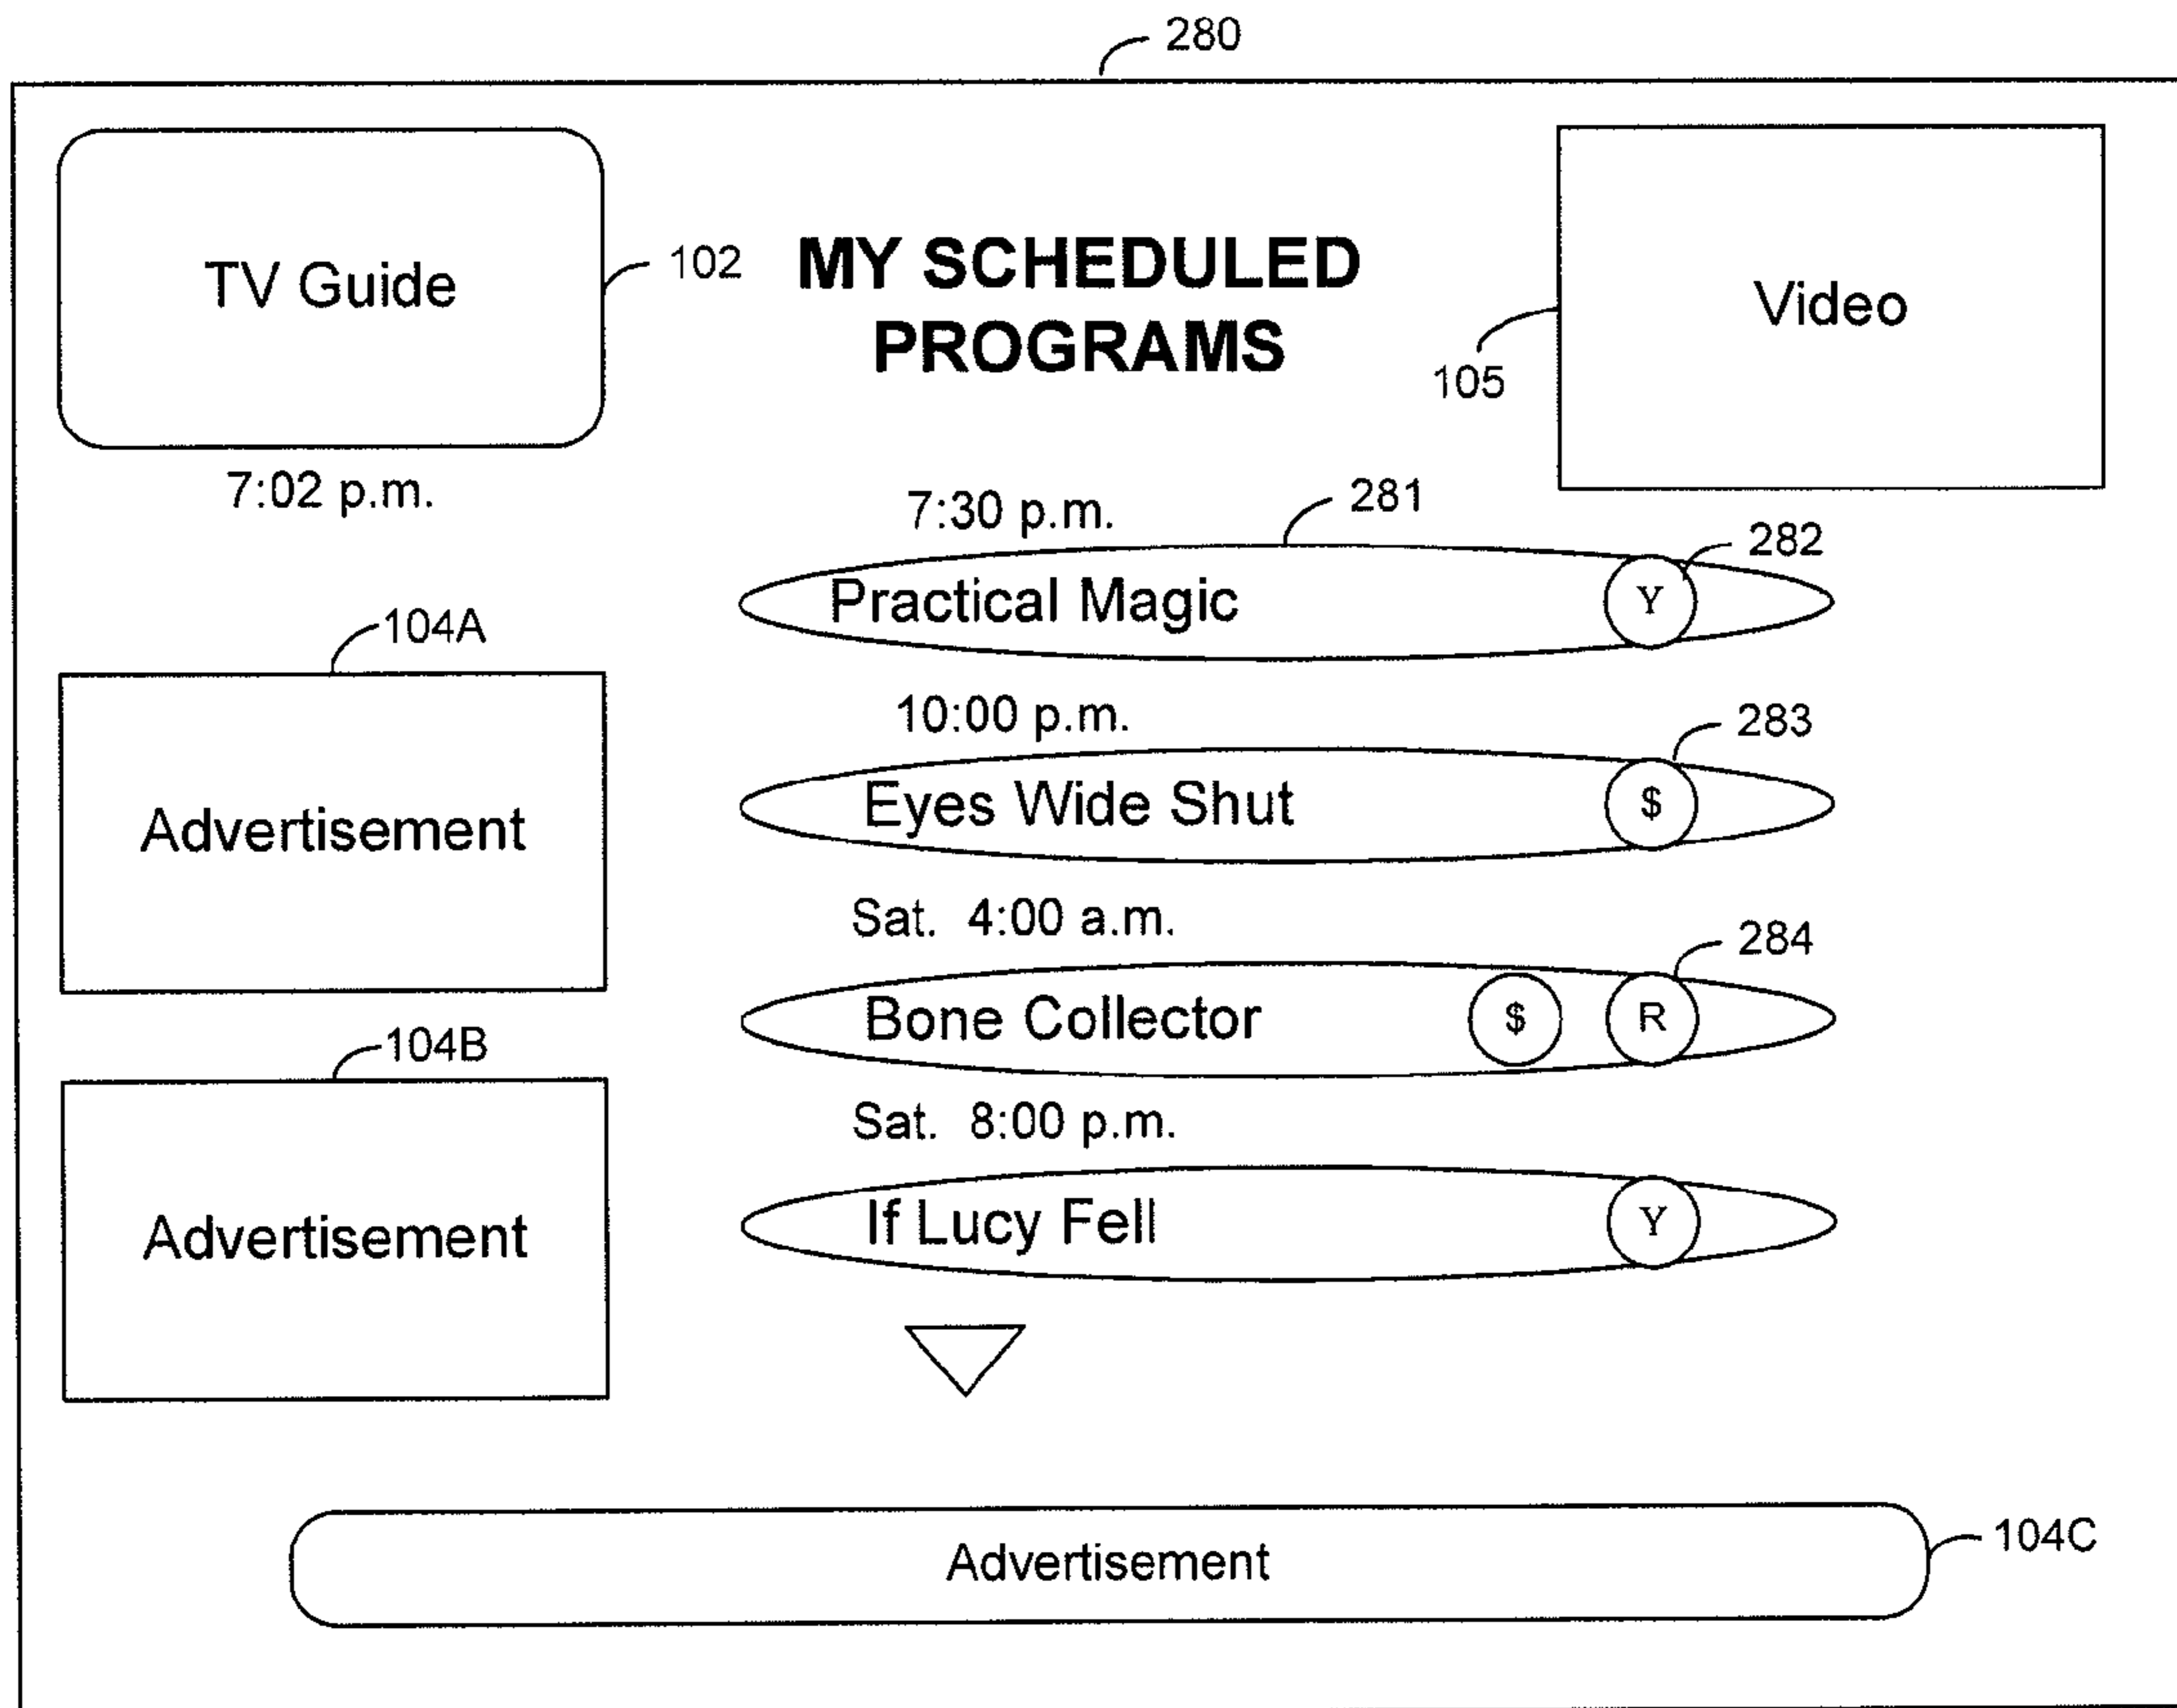 280
TV Guide
102
MY SCHEDULED
PROGRAMS
Video
105
7:02 p.m.
7:30 p.m.
281
Practical Magic
Y
282
104A
Advertisement
10:00 p.m.
Eyes Wide Shut
$
283
Sat. 4:00 a.m.
Bone Collector
$ R
284
104B
Advertisement
Sat. 8:00 p.m.
If Lucy Fell
Y
Advertisement
104C